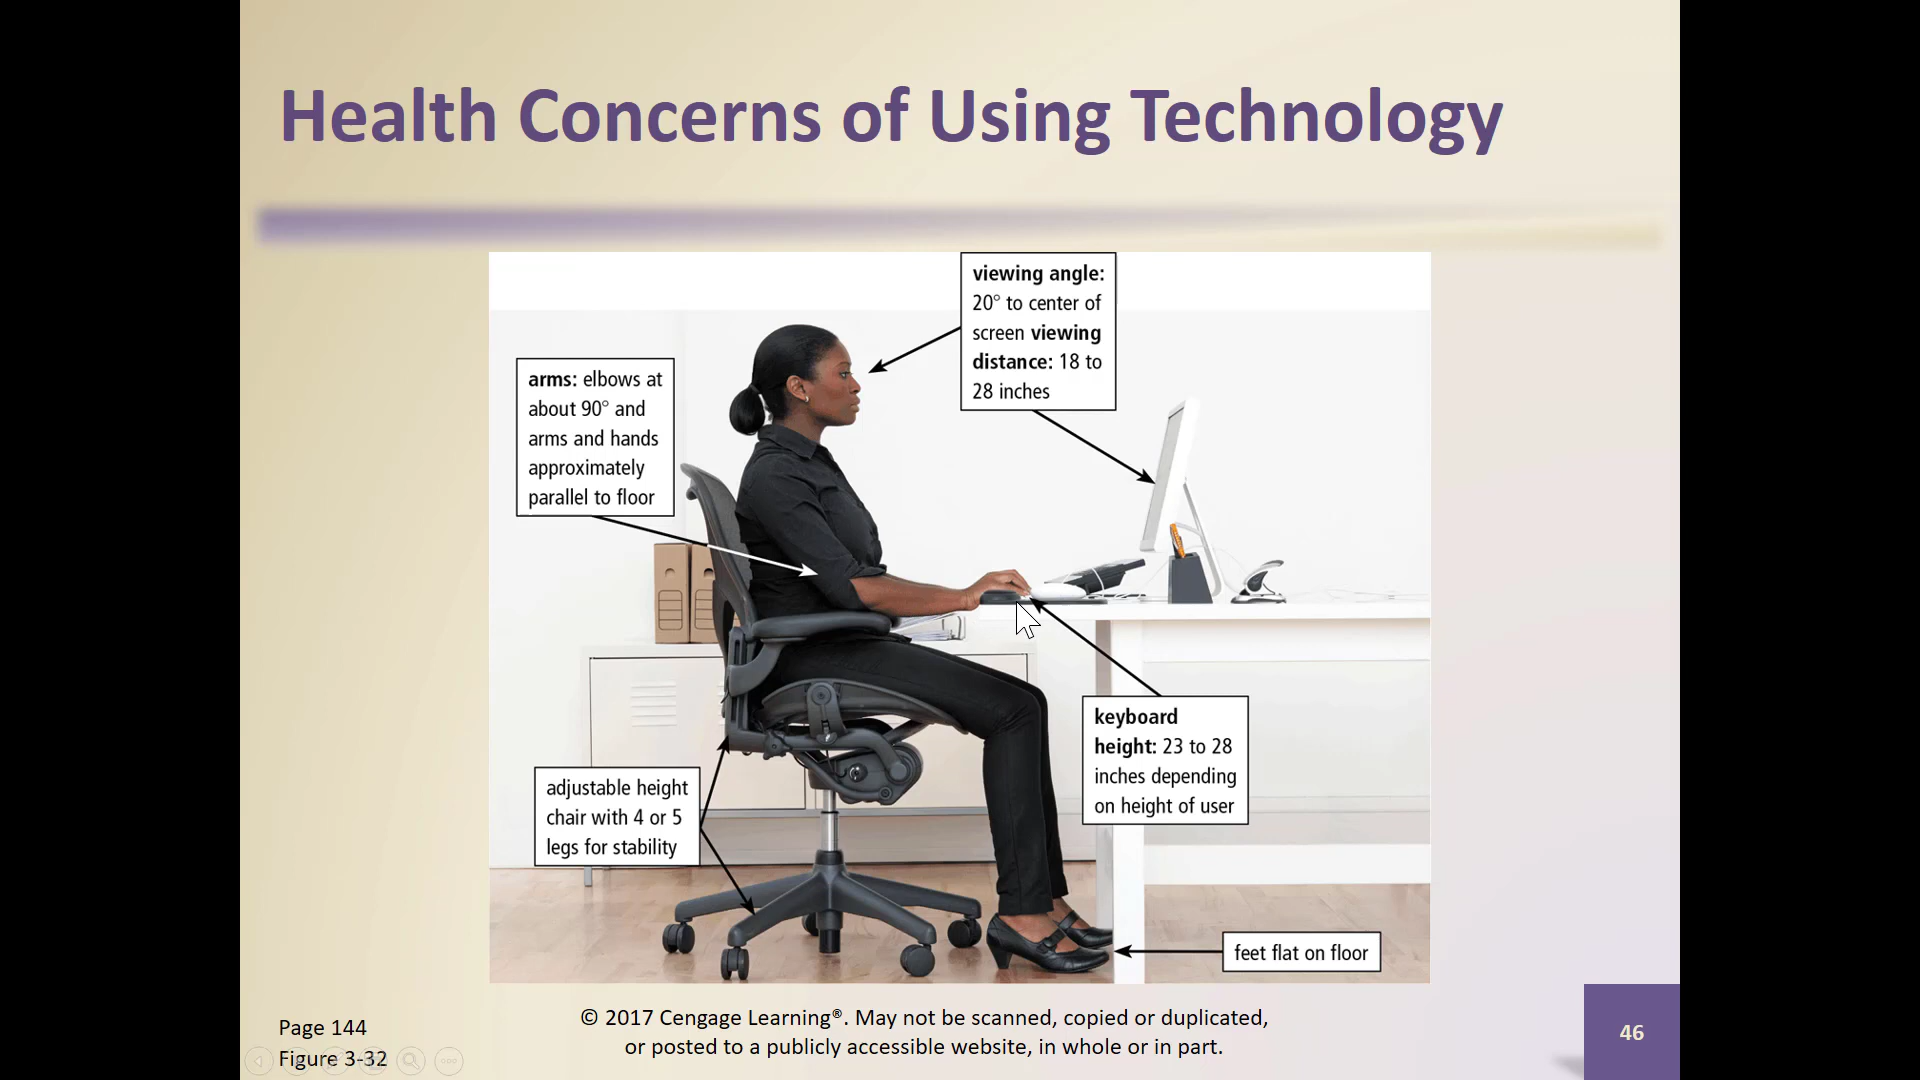 Health Concerns of Using Technology
viewing angle:
20° to center of
screen viewing
distance: 18 to
28 inches
arms: elbows at
about 90° and
arms and hands
approximately
parallel to floor
keyboard
height: 23 to 28
inches depending
on height of user
adjustable height
chair with 4 or 5
legs for stability
feet flat on floor
Page 144
Figure 3-32
© 2017 Cengage Learning®. May not be scanned, copied or duplicated,
or posted to a publicly accessible website, in whole or in part.
46